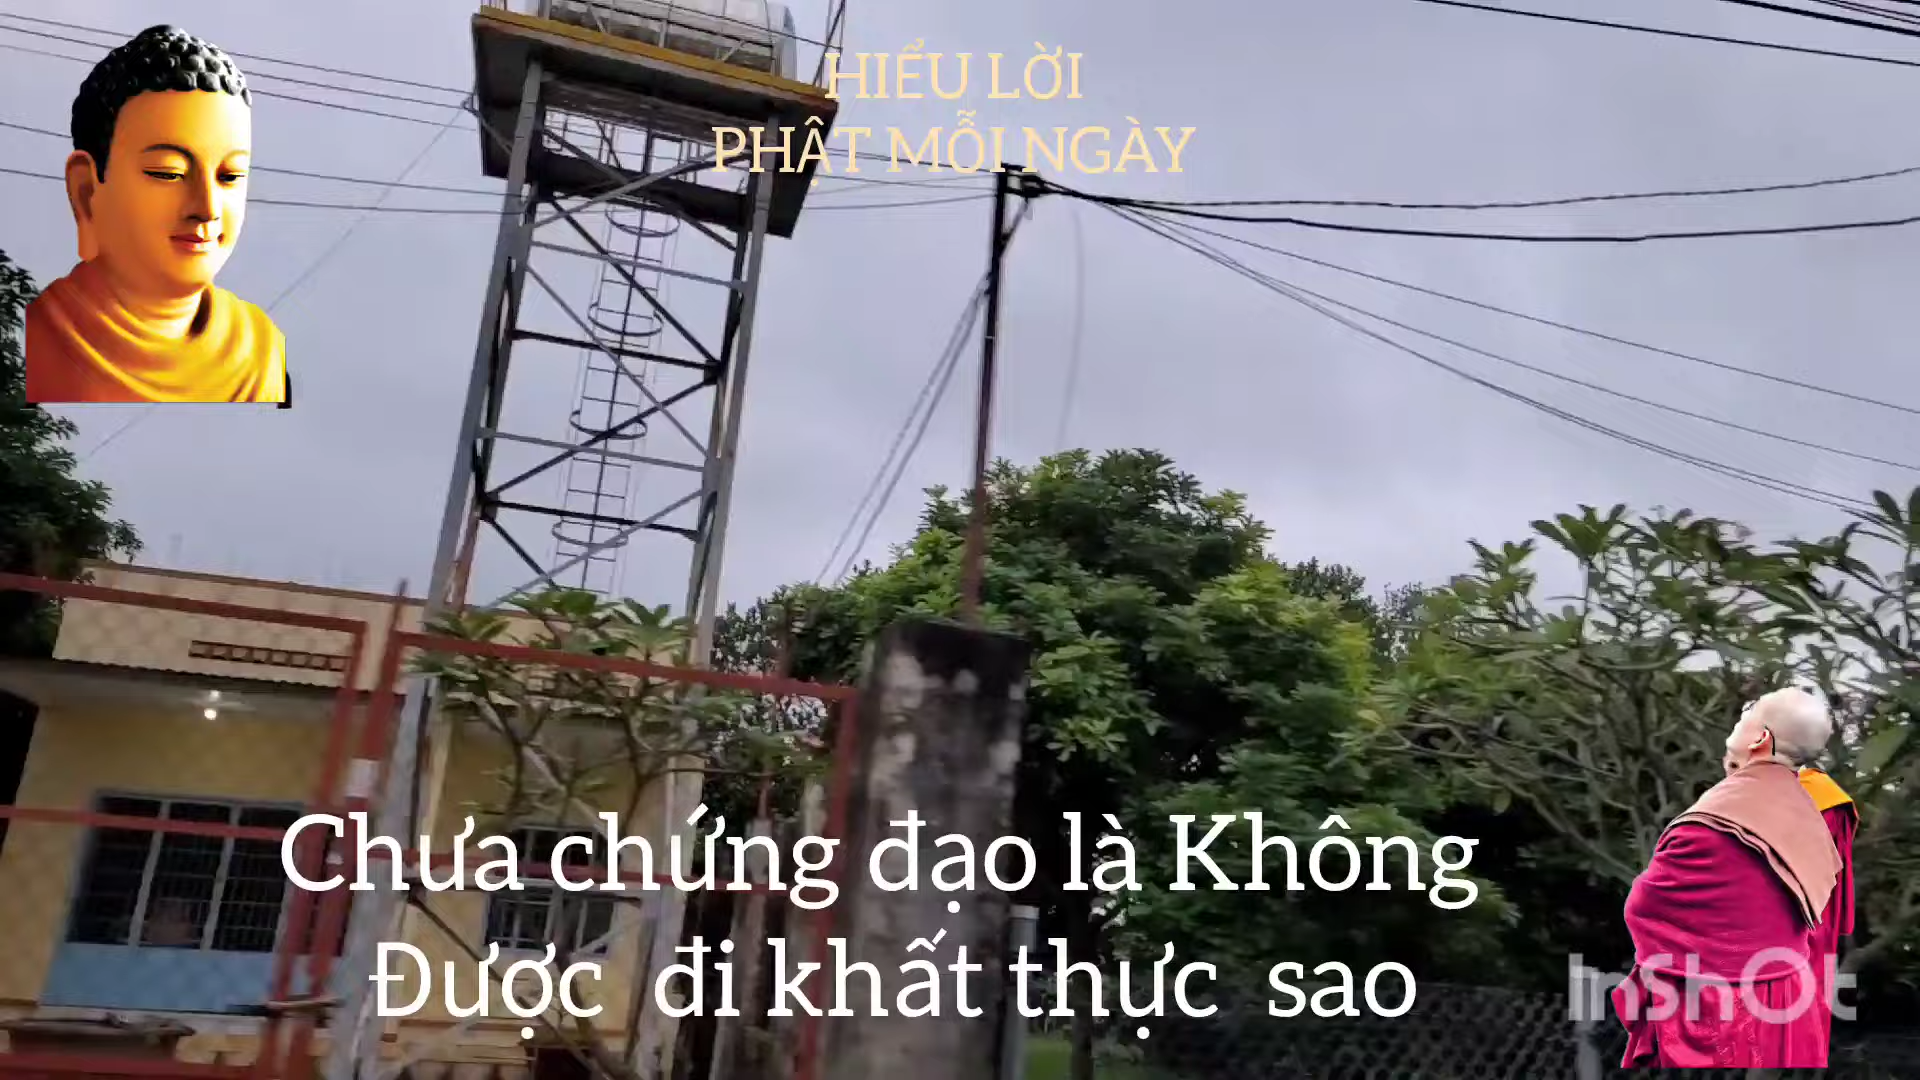 HIỂU LỜI
PHẬT MỖI NGÀY
Chưa chứng đạo là Không
Được đi khất thực sao
InShOt